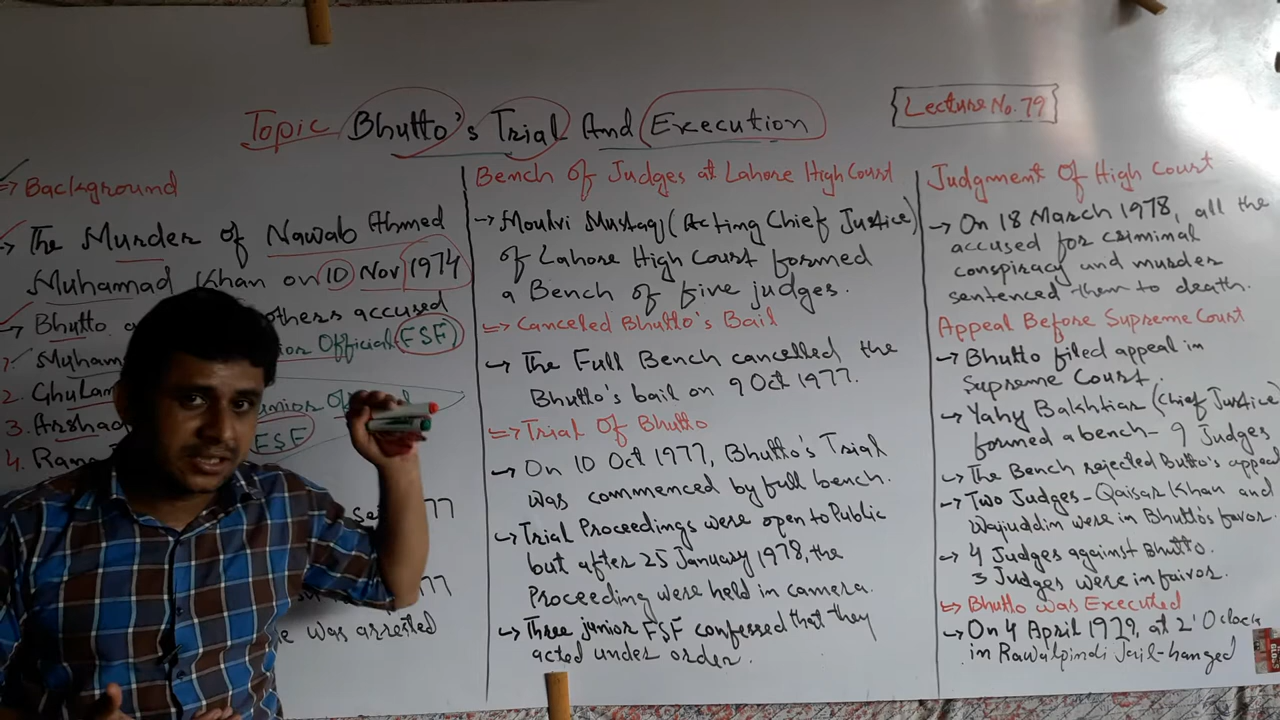 Topic Bhutto's Trial And Execution
Lecture No. 79
⇒ Background
→ The Murder of Nawab Ahmed
Muhammad Khan on 10 Nov 1974
→ Bhutto others accused
1. Muham Official (FSF)
2. Ghulam Junior
3. Arshad FSF
4. Rana
77
77
was arrested
Bench Of Judges at Lahore High Court
→ Moulvi Mustaq (Acting Chief Justice)
of Lahore High Court formed
a Bench of five judges.
⇒ Canceled Bhutto's Bail
→ The Full Bench cancelled the
Bhutto's bail on 9 Oct 1977.
⇒ Trial Of Bhutto
→ On 10 Oct 1977, Bhutto's Trial
was commenced by full bench.
→ Trial Proceedings were open to Public
but after 25 January 1978, the
Proceeding were held in camera.
→ Three junior FSF confessed that they
acted under order.
Judgment Of High Court
→ On 18 March 1978, all the
accused for criminal
conspiracy and murder
sentenced them to death.
Appeal Before Supreme Court
→ Bhutto filed appeal in
Supreme Court.
→ Yahy Bakhtiar (Chief Justice
formed a bench - 9 Judges
→ The Bench rejected Butto's appeal
→ Two Judges - Qaisar Khan and
Wajuddin were in Bhutto's favor.
→ 4 Judges against Bhutto.
3 Judges were in faivor.
⇒ Bhutto was Executed
→ On 4 April 1979, at 2' O'clock
in Rawalpindi Jail - hanged